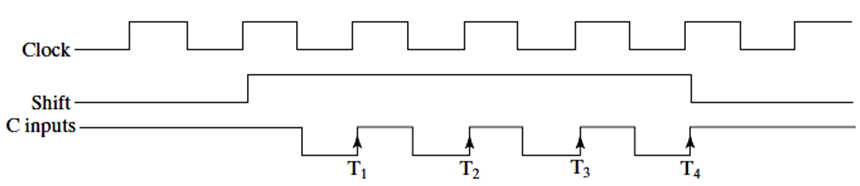 Clock
Shift
C inputs
T1 T2 T3 T4